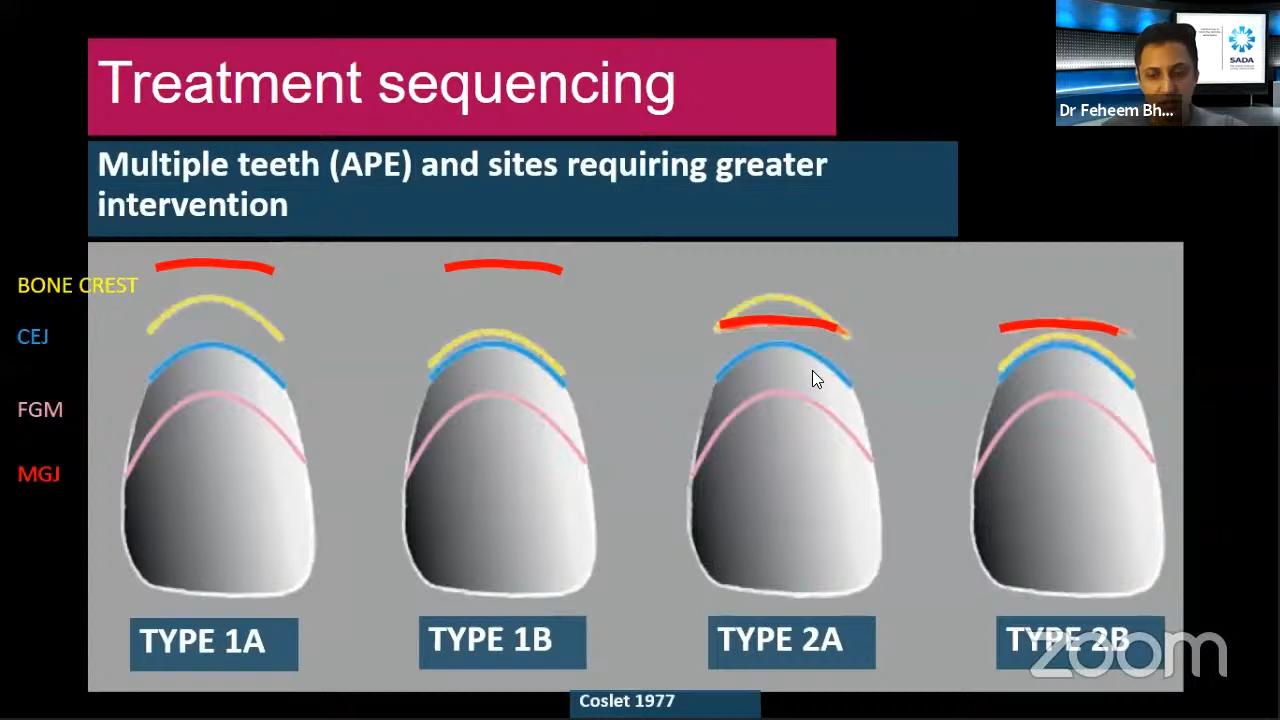 Treatment sequencing
SADA
Dr Feheem Bh...
Multiple teeth (APE) and sites requiring greater
intervention
BONE CREST
CEJ
FGM
MGJ
TYPE 1A
TYPE 1B
TYPE 2A
TYPE 2B
zoom
Coslet 1977